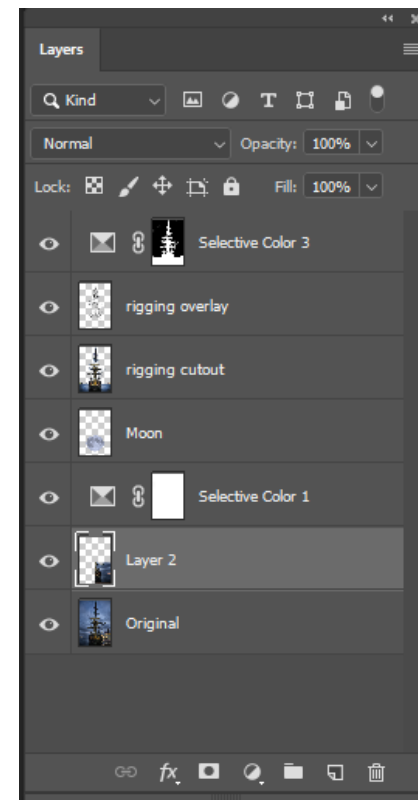 Layers
Kind
Normal Opacity: 100%
Lock: Fill: 100%
Selective Color 3
rigging overlay
rigging cutout
Moon
Selective Color 1
Layer 2
Original
fx